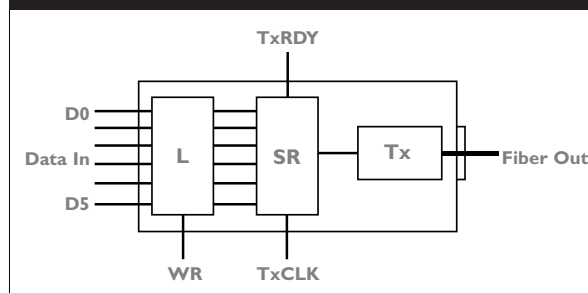 TxRDY
D0
Data In
L
SR
Tx
Fiber Out
D5
WR
TxCLK